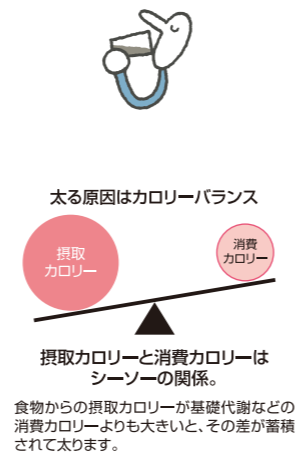 太る原因はカロリーバランス
摂取
カロリー
消費
カロリー
摂取カロリーと消費カロリーは
シーソーの関係。
食物からの摂取カロリーが基礎代謝などの
消費カロリーよりも大きいと、その差が蓄積
されて太ります。